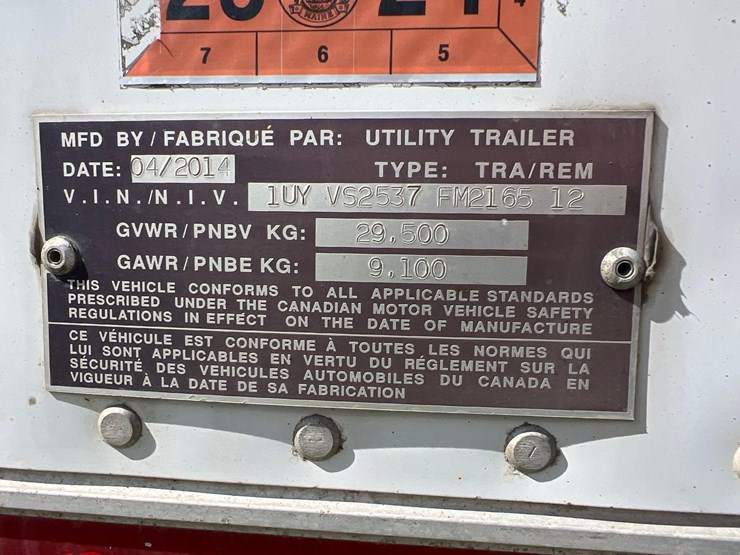 4
7 6 5
MFD BY / FABRIQUÉ PAR: UTILITY TRAILER
DATE: 04/2014 TYPE: TRA/REM
V.I.N./N.I.V. 1UY VS2537 FM2165 12
GVWR / PNBV KG: 29,500
GAWR / PNBE KG: 9,100
THIS VEHICLE CONFORMS TO ALL APPLICABLE STANDARDS
PRESCRIBED UNDER THE CANADIAN MOTOR VEHICLE SAFETY
REGULATIONS IN EFFECT ON THE DATE OF MANUFACTURE
CE VÉHICULE EST CONFORME À TOUTES LES NORMES QUI
LUI SONT APPLICABLES EN VERTU DU RÉGLEMENT SUR LA
SÉCURITÉ DES VEHICULES AUTOMOBILES DU CANADA EN
VIGUEUR À LA DATE DE SA FABRICATION